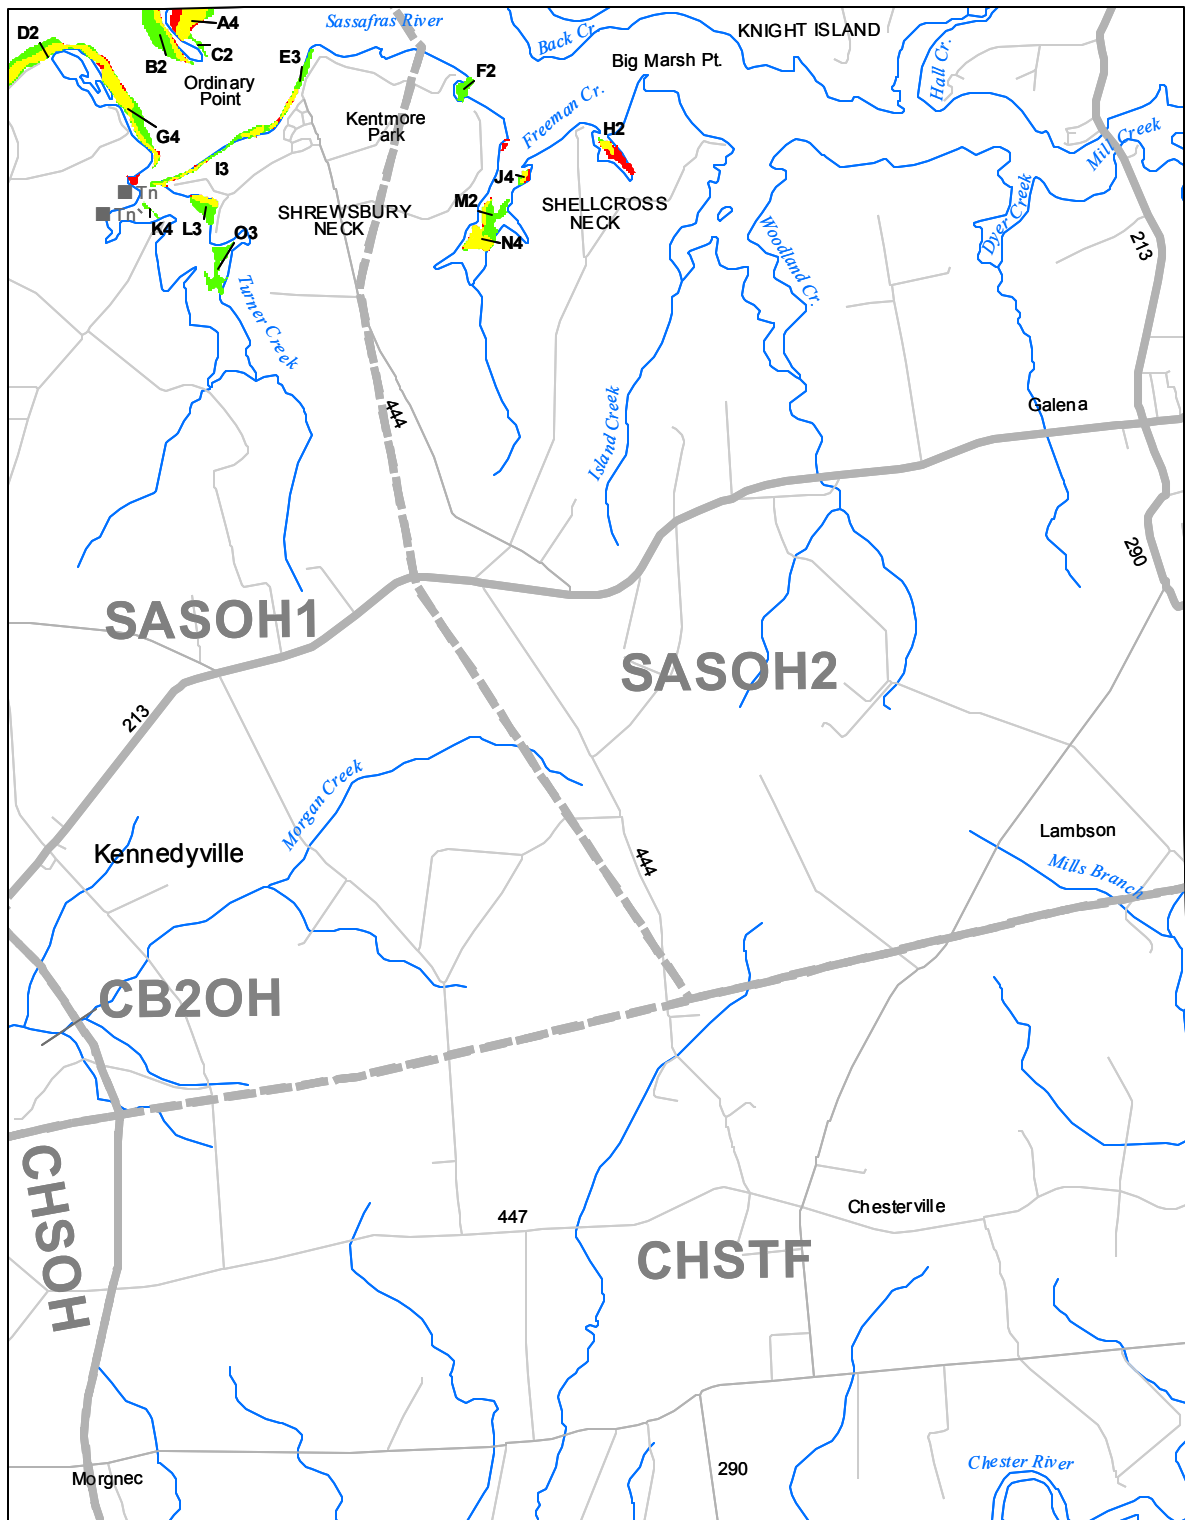 D2
A4
C2
B2
Ordinary
Point
Sassafras River
E3
Back Cr.
KNIGHT ISLAND
Hall Cr.
Big Marsh Pt.
F2
G4
Kentmore
Park
Freeman Cr.
H2
Mill Creek
I3
J4
Tn
Tn
K4
L3
SHREWSBURY
NECK
M2
SHELLCROSS
NECK
N4
O3
Woodland Cr.
Dyer Creek
213
Turner Creek
444
Island Creek
Galena
290
SASOH1
SASOH2
213
Morgan Creek
Kennedyville
444
Lambson
Mills Branch
CB2OH
CHSOH
447
Chesterville
CHSTF
Morgnec
290
Chester River